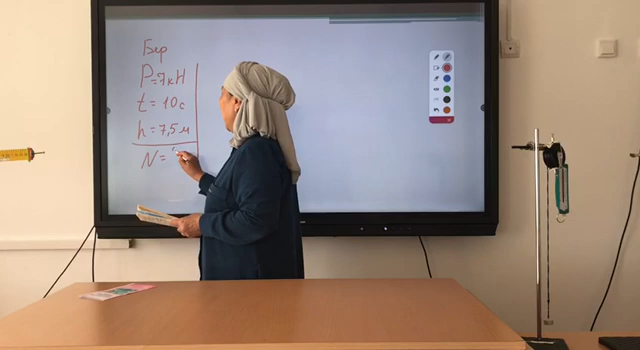 Бер
P=7кН
t=10с
h=7,5м
N=